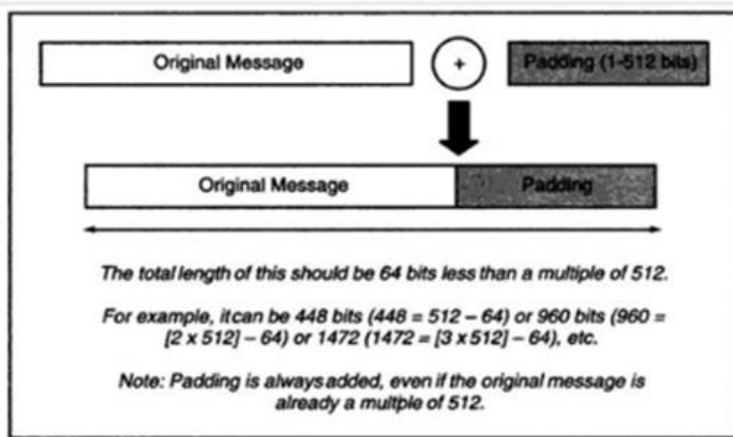 Original Message + Padding (1-512 bits)
Original Message Padding
The total length of this should be 64 bits less than a multiple of 512.
For example, it can be 448 bits (448 = 512 – 64) or 960 bits (960 =
[2 x 512] – 64) or 1472 (1472 = [3 x 512] – 64), etc.
Note: Padding is always added, even if the original message is
already a multple of 512.